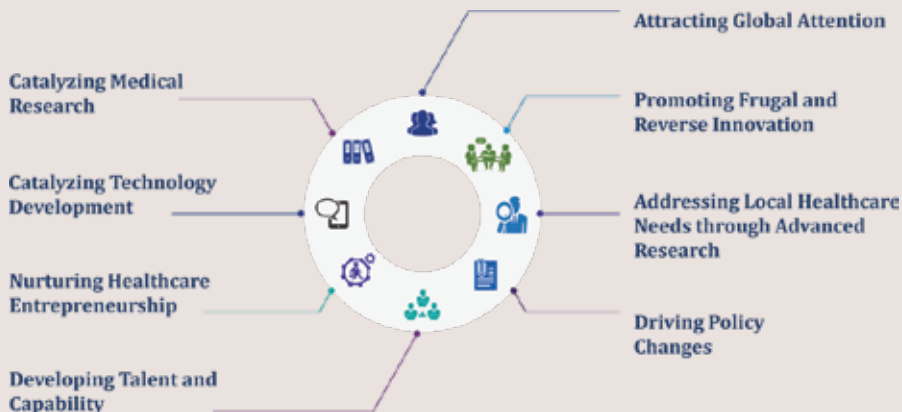 Attracting Global Attention
Catalyzing Medical
Research
Promoting Frugal and
Reverse Innovation
Catalyzing Technology
Development
Addressing Local Healthcare
Needs through Advanced
Research
Nurturing Healthcare
Entrepreneurship
Driving Policy
Changes
Developing Talent and
Capability